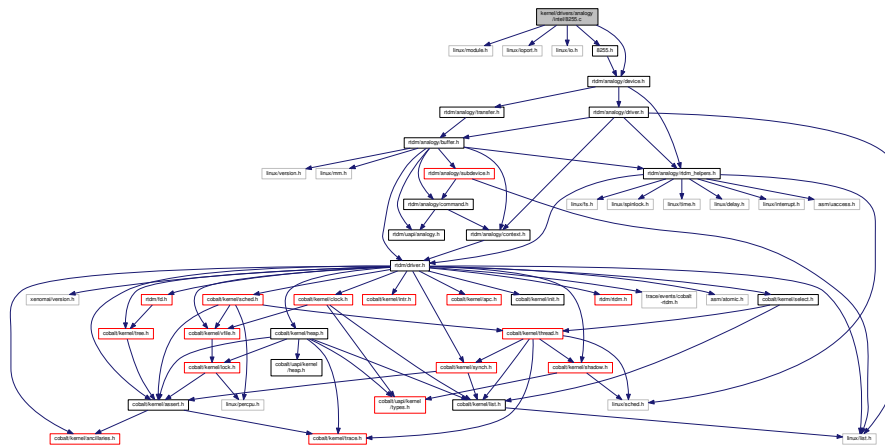 kernel/drivers/analogy
/intel/8255.c
linux/module.h
linux/ioport.h
linux/io.h
8255.h
rtdm/analogy/device.h
rtdm/analogy/transfer.h
rtdm/analogy/driver.h
rtdm/analogy/buffer.h
linux/version.h
linux/mm.h
rtdm/analogy/subdevice.h
rtdm/analogy/rtdm_helpers.h
rtdm/analogy/command.h
linux/fs.h
linux/spinlock.h
linux/time.h
linux/delay.h
linux/interrupt.h
asm/uaccess.h
rtdm/uapi/analogy.h
rtdm/analogy/context.h
rtdm/driver.h
xenomai/version.h
rtdm/fd.h
cobalt/kernel/sched.h
cobalt/kernel/clock.h
cobalt/kernel/intr.h
cobalt/kernel/apc.h
cobalt/kernel/init.h
rtdm/rtdm.h
trace/events/cobalt
-rtdm.h
asm/atomic.h
cobalt/kernel/select.h
cobalt/kernel/tree.h
cobalt/kernel/vfile.h
cobalt/kernel/heap.h
cobalt/kernel/thread.h
cobalt/kernel/lock.h
cobalt/uapi/kernel
/heap.h
cobalt/kernel/synch.h
cobalt/kernel/shadow.h
cobalt/kernel/assert.h
linux/percpu.h
cobalt/uapi/kernel
/types.h
cobalt/kernel/list.h
linux/sched.h
cobalt/kernel/ancillaries.h
cobalt/kernel/trace.h
linux/list.h